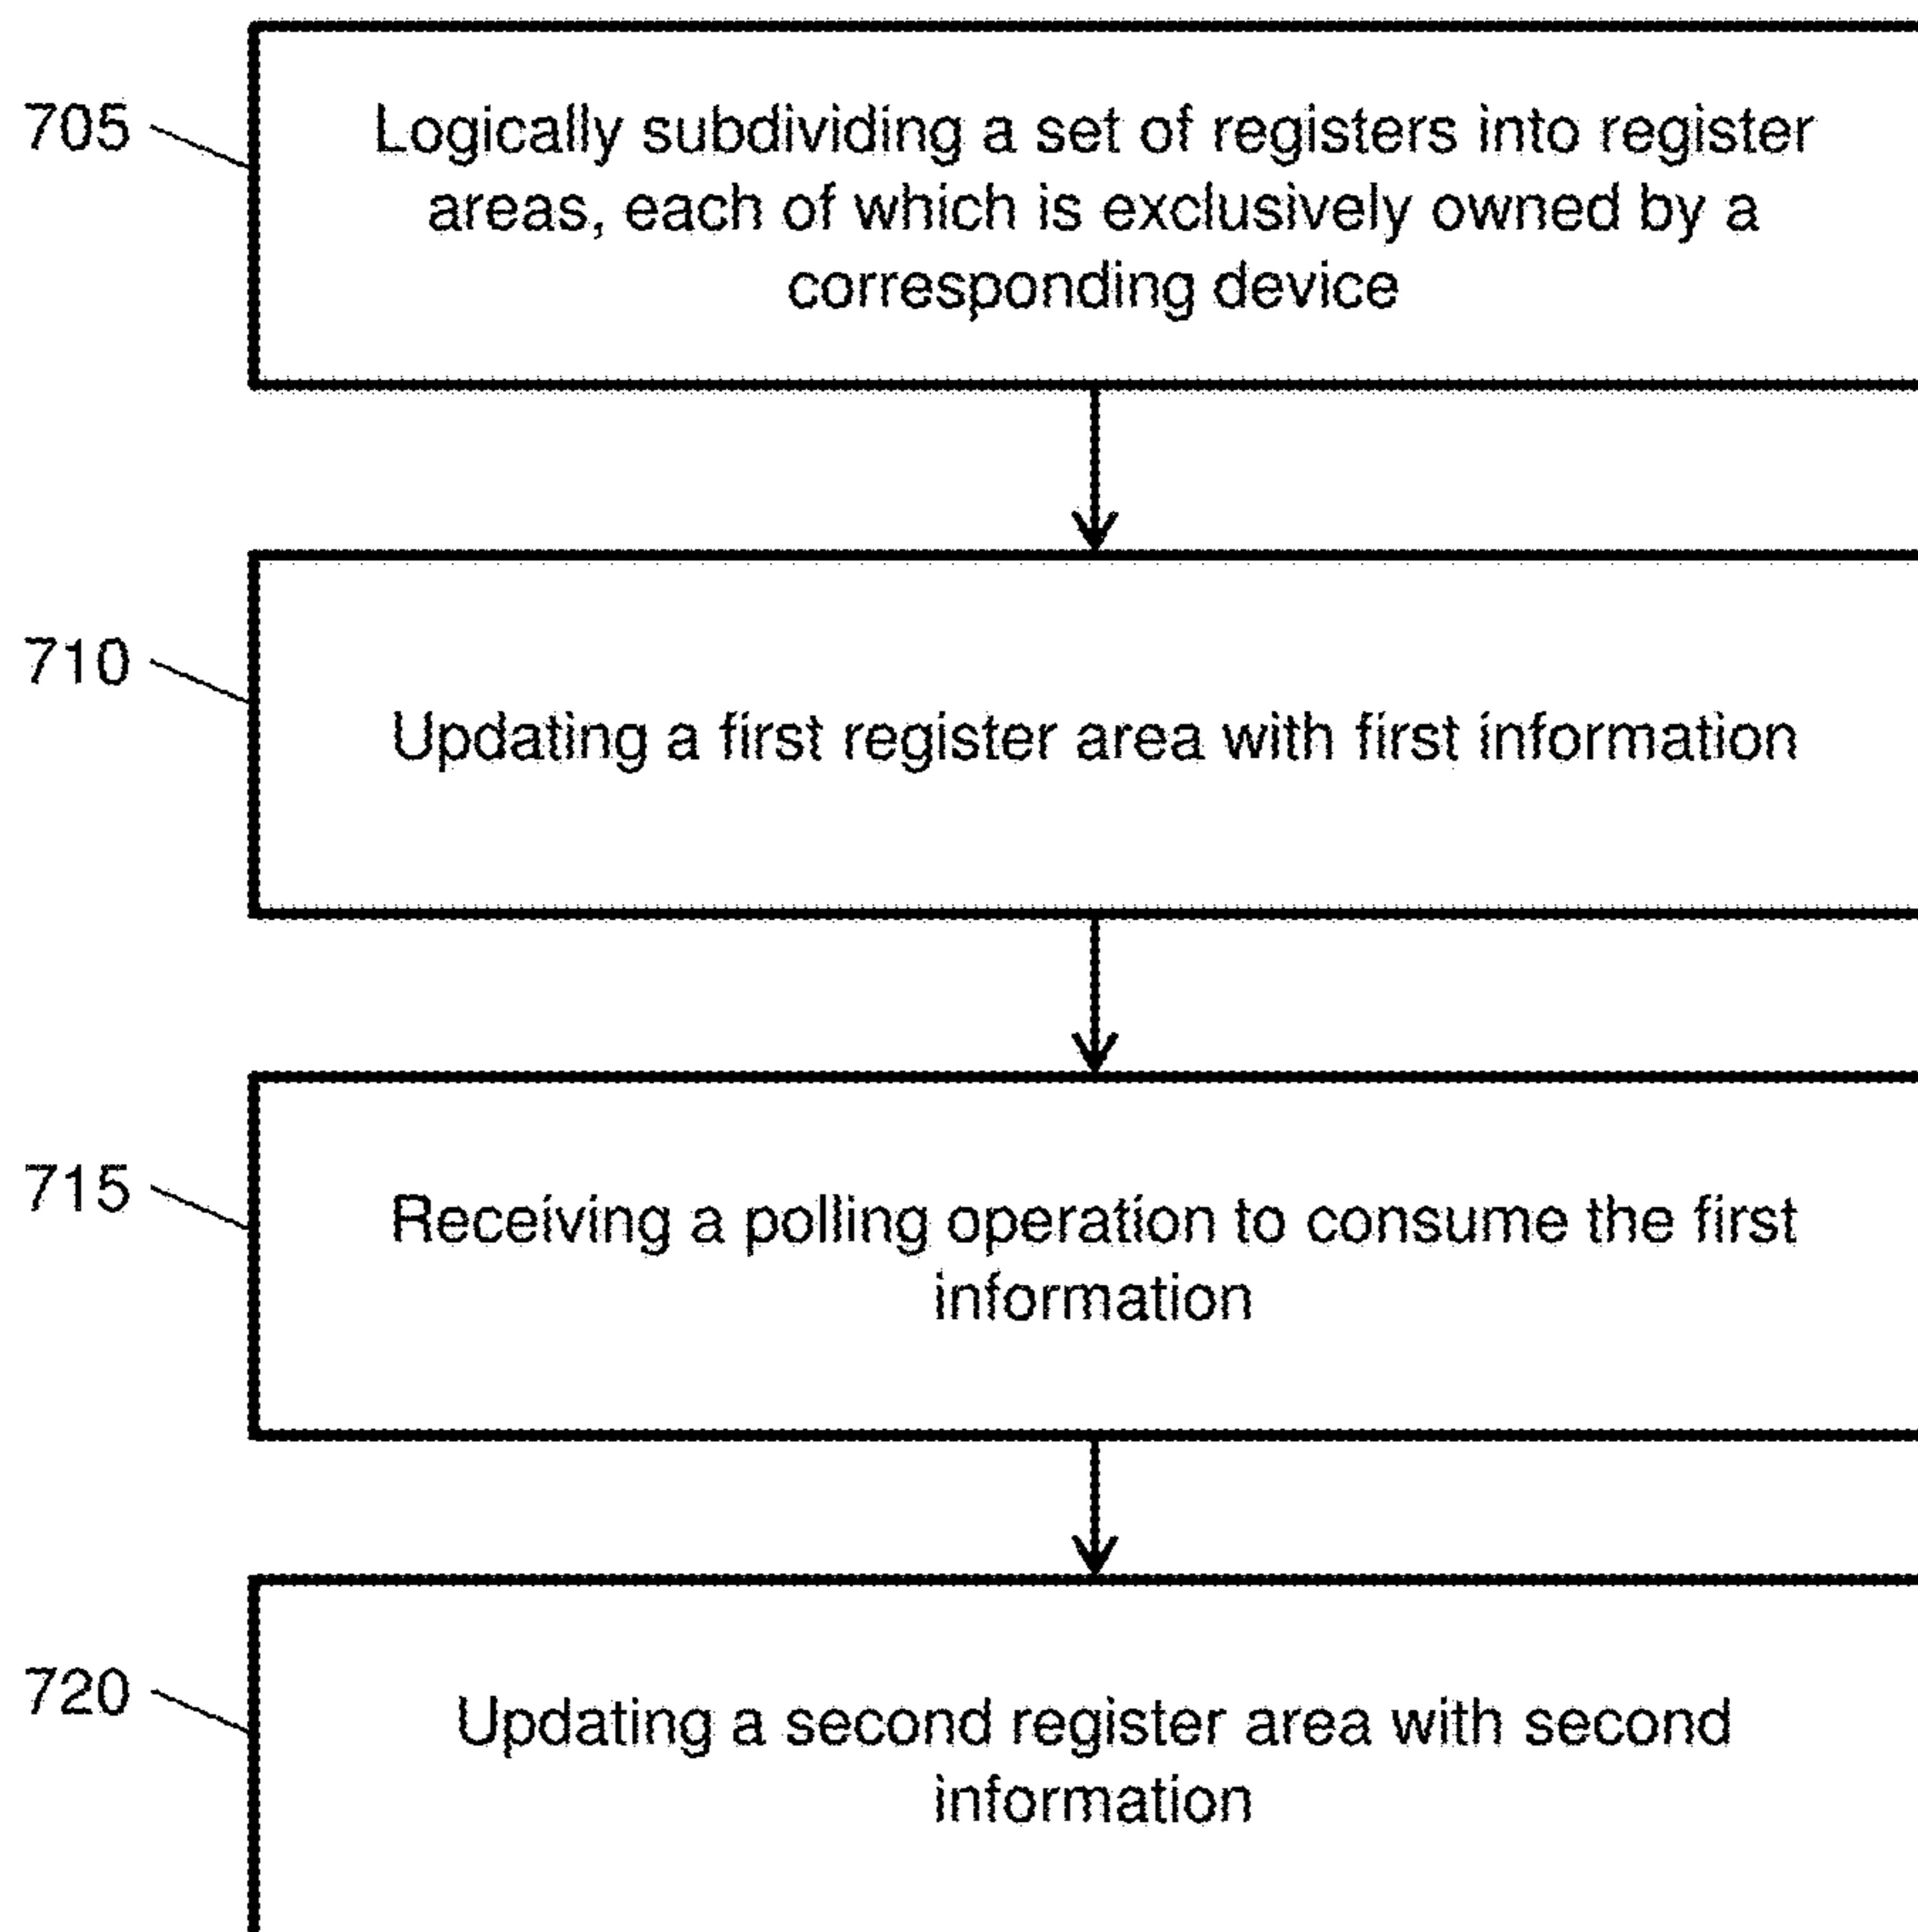 705
Logically subdividing a set of registers into register
areas, each of which is exclusively owned by a
corresponding device
710
Updating a first register area with first information
715
Receiving a polling operation to consume the first
information
720
Updating a second register area with second
information